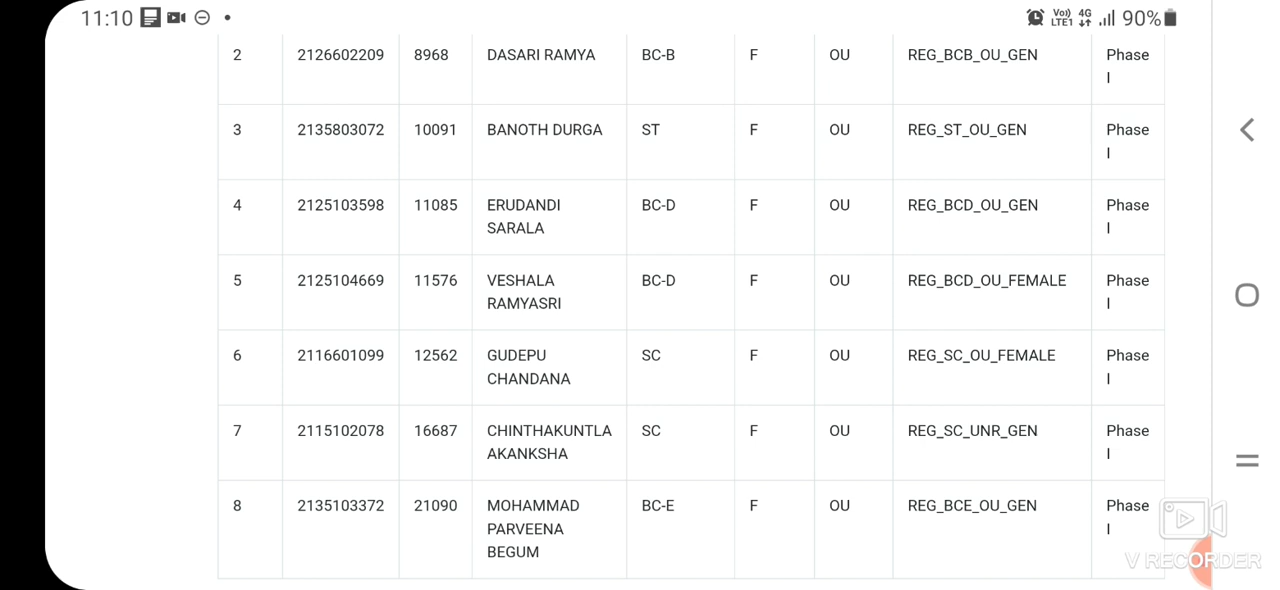 11:10 Vo)) 4G LTE1 90%
2 2126602209 8968 DASARI RAMYA BC-B F OU REG_BCB_OU_GEN Phase
I
3 2135803072 10091 BANOTH DURGA ST F OU REG_ST_OU_GEN Phase
I
4 2125103598 11085 ERUDANDI BC-D F OU REG_BCD_OU_GEN Phase
SARALA I
5 2125104669 11576 VESHALA BC-D F OU REG_BCD_OU_FEMALE Phase
RAMYASRI I
6 2116601099 12562 GUDEPU SC F OU REG_SC_OU_FEMALE Phase
CHANDANA I
7 2115102078 16687 CHINTHAKUNTLA SC F OU REG_SC_UNR_GEN Phase
AKANKSHA I
8 2135103372 21090 MOHAMMAD BC-E F OU REG_BCE_OU_GEN Phase
PARVEENA I
BEGUM
V RECORDER